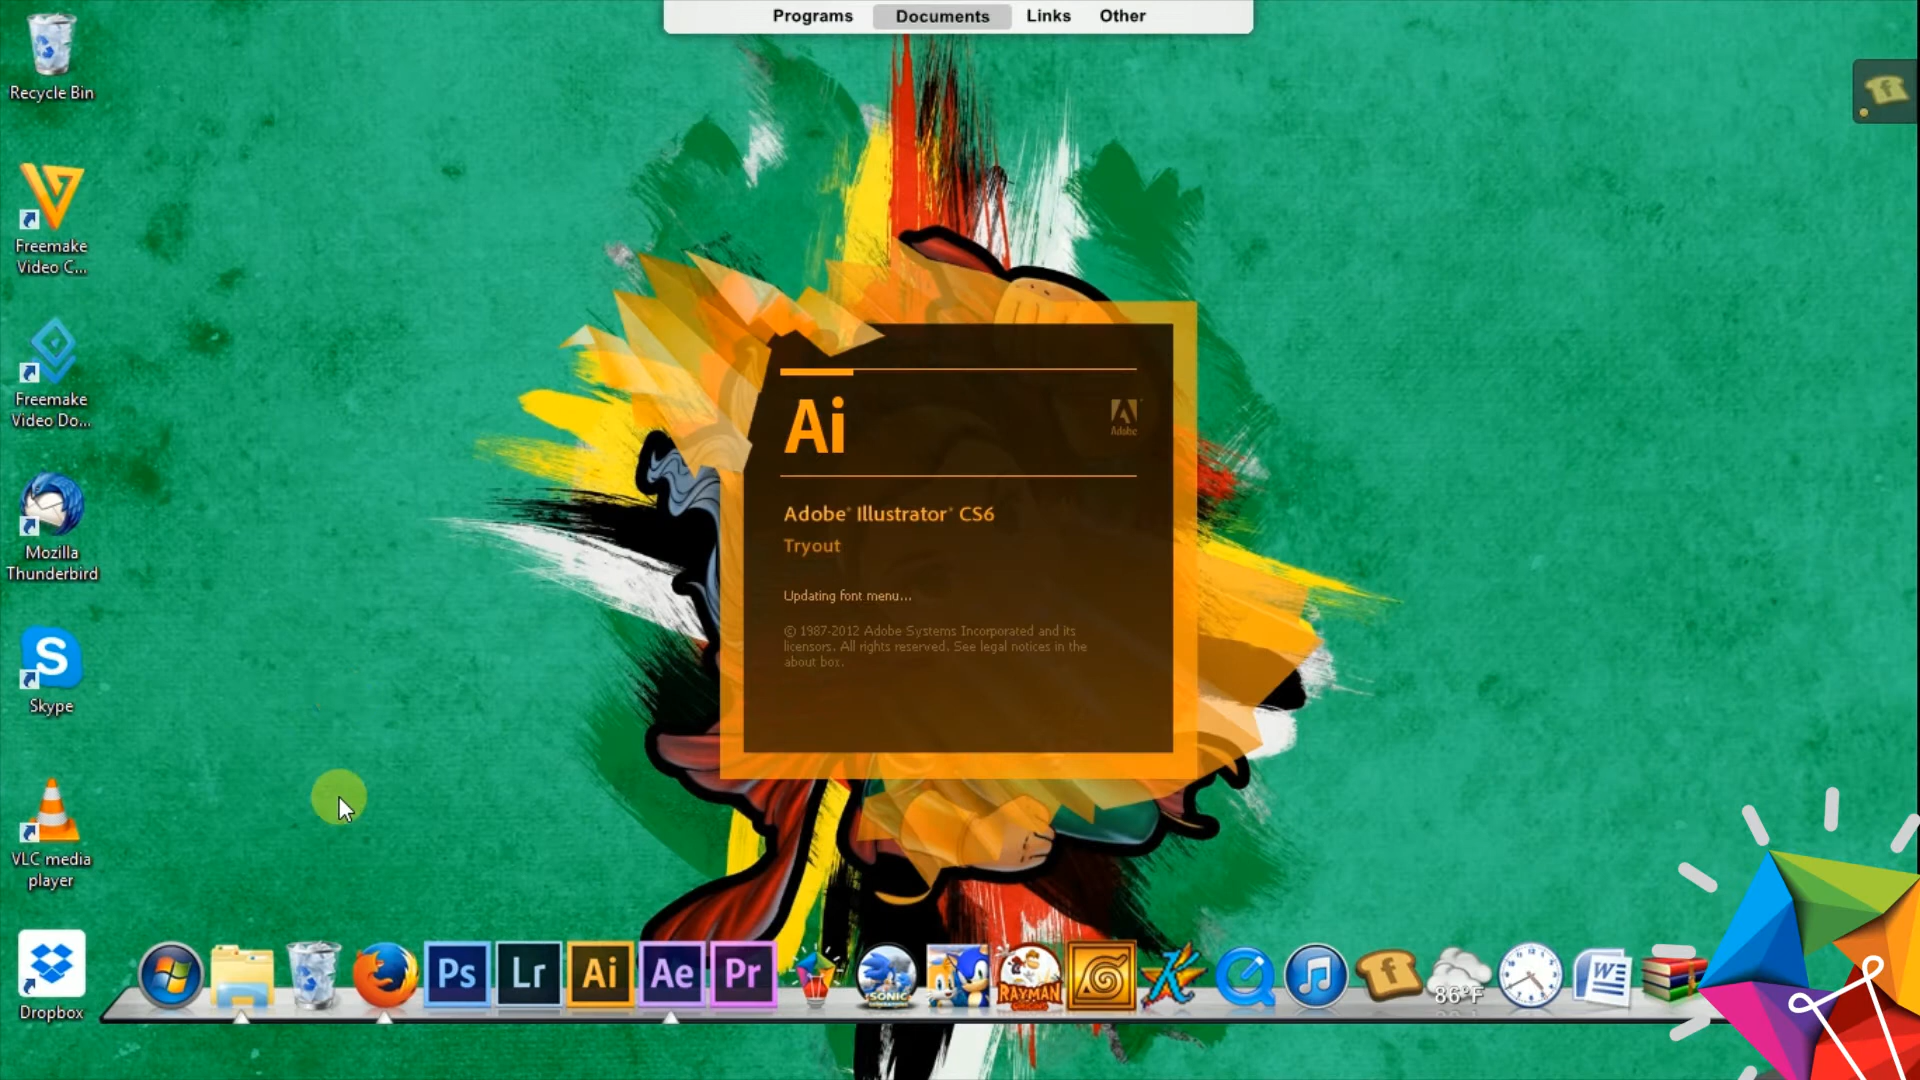 Programs Documents Links Other
Recycle Bin
Freemake
Video C...
Freemake
Video Do...
Mozilla
Thunderbird
S
Skype
VLC media
player
Dropbox
Ai
Adobe
Adobe® Illustrator® CS6
Tryout
Updating font menu...
© 1987-2012 Adobe Systems Incorporated and its
licensors. All rights reserved. See legal notices in the
about box.
f
Ps Lr Ai Ae Pr
SONIC
RAYMAN
K
f
86°F
W